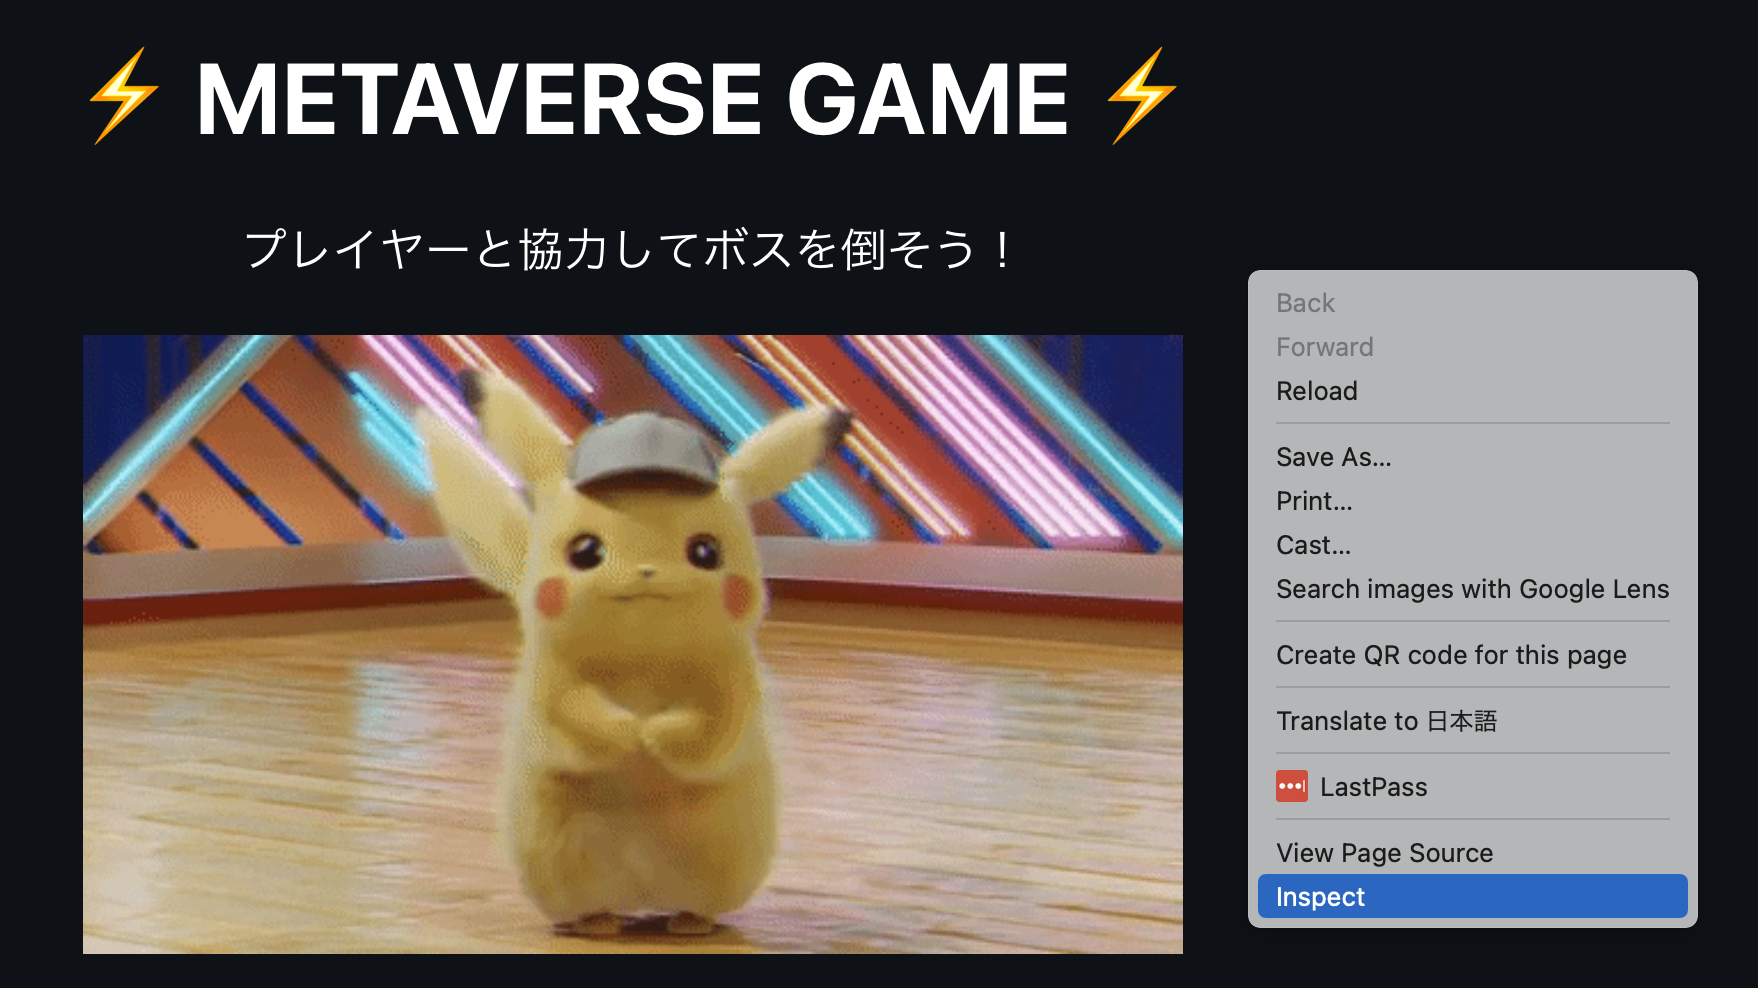 ⚡ METAVERSE GAME ⚡
プレイヤーと協力してボスを倒そう！
Back
Forward
Reload
Save As...
Print...
Cast...
Search images with Google Lens
Create QR code for this page
Translate to 日本語
LastPass
View Page Source
Inspect